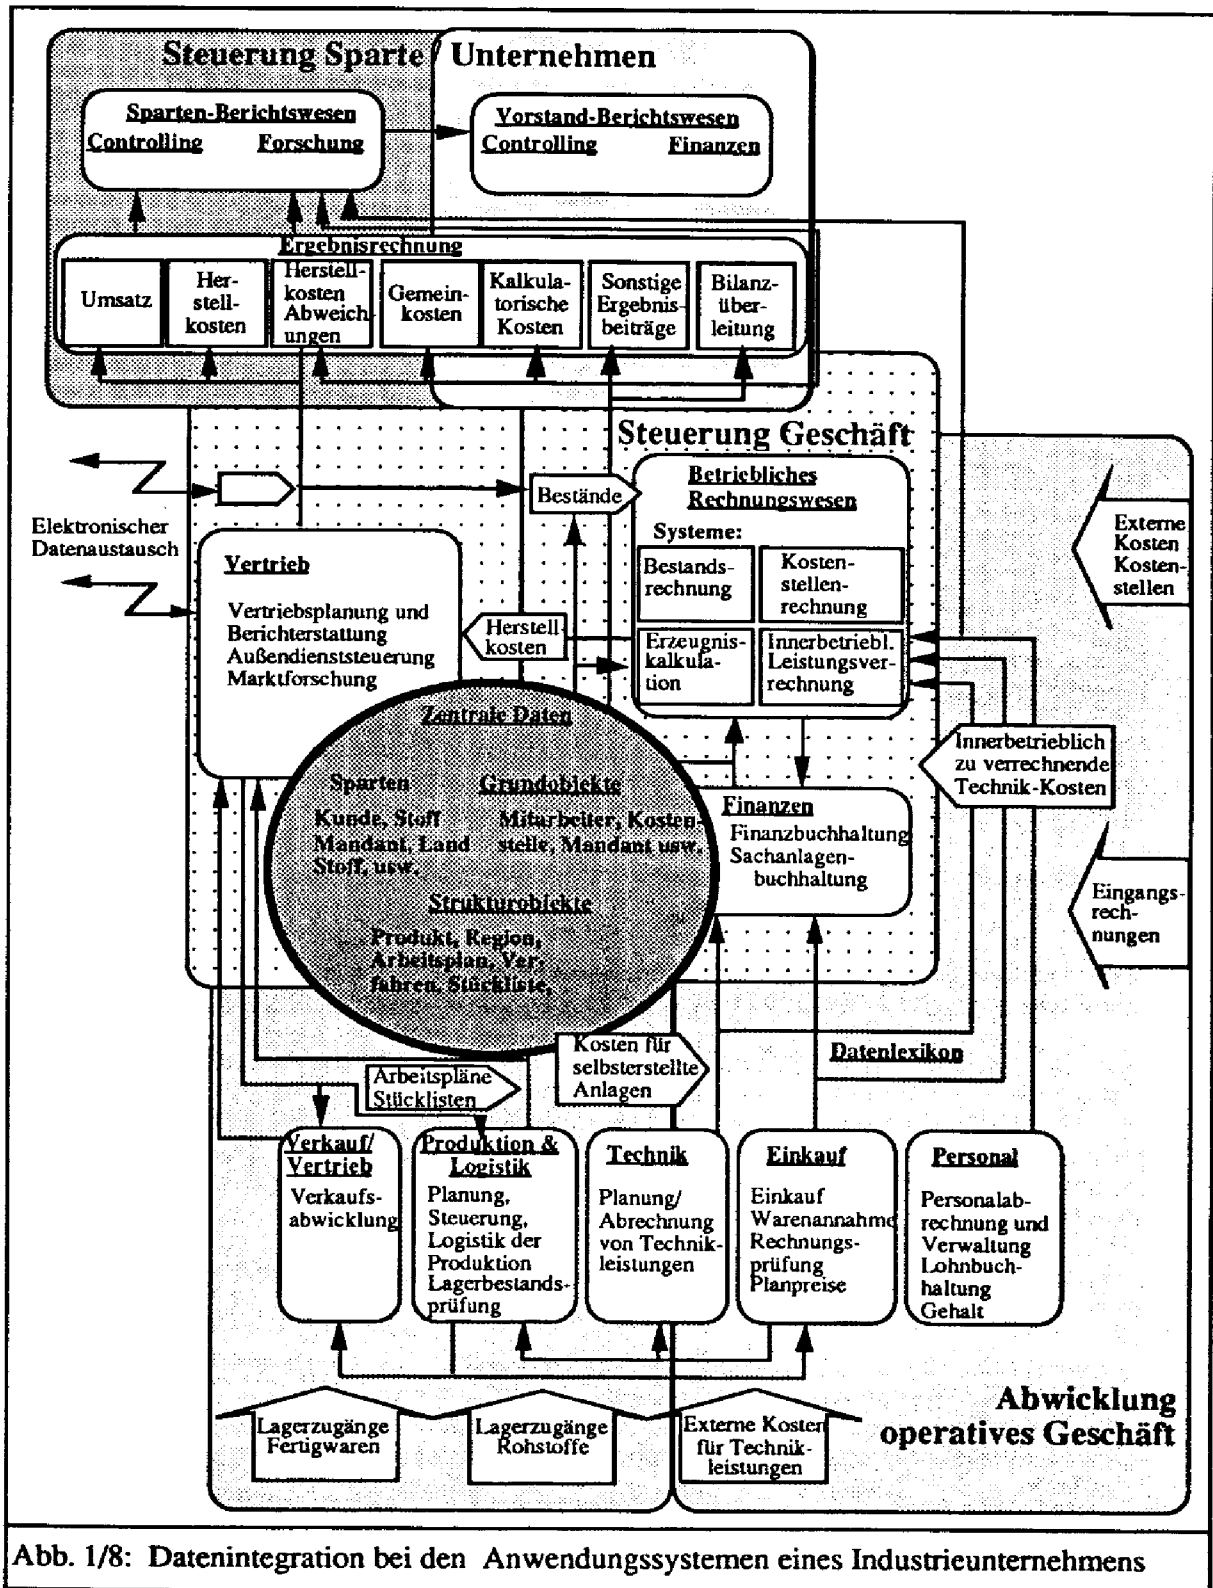 Steuerung Sparte / Unternehmen
Sparten-Berichtswesen
Controlling Forschung
Vorstand-Berichtswesen
Controlling Finanzen
Ergebnisrechnung
Umsatz
Her-
stell-
kosten
Herstell-
kosten
Abweich-
ungen
Gemein-
kosten
Kalkula-
torische
Kosten
Sonstige
Ergebnis-
beiträge
Bilanz-
über-
leitung
Steuerung Geschäft
Elektronischer
Datenaustausch
Bestände
Betriebliches
Rechnungswesen
Systeme:
Bestands-
rechnung
Kosten-
stellen-
rechnung
Erzeugnis-
kalkula-
tion
Innerbetriebl.
Leistungsver-
rechnung
Externe
Kosten
Kosten-
stellen
Vertrieb
Vertriebsplanung und
Berichterstattung
Außendienststeuerung
Marktforschung
Herstell-
kosten
Zentrale Daten
Sparten
Kunde, Stoff
Mandant, Land
Stoff, usw.
Grundobjekte
Mitarbeiter, Kosten-
stelle, Mandant usw.
Strukturobjekte
Produkt, Region,
Arbeitsplan, Ver-
fahren, Stückliste,
Finanzen
Finanzbuchhaltung
Sachanlagen-
buchhaltung
Innerbetrieblich
zu verrechnende
Technik-Kosten
Eingangs-
rech-
nungen
Kosten für
selbsterstellte
Anlagen
Datenlexikon
Arbeitspläne
Stücklisten
Verkauf/
Vertrieb
Verkaufs-
abwicklung
Produktion &
Logistik
Planung,
Steuerung,
Logistik der
Produktion
Lagerbestands-
prüfung
Technik
Planung/
Abrechnung
von Technik-
leistungen
Einkauf
Einkauf
Warenannahme
Rechnungs-
prüfung
Planpreise
Personal
Personalab-
rechnung und
Verwaltung
Lohnbuch-
haltung
Gehalt
Lagerzugänge
Fertigwaren
Lagerzugänge
Rohstoffe
Externe Kosten
für Technik-
leistungen
Abwicklung
operatives Geschäft
Abb. 1/8: Datenintegration bei den Anwendungssystemen eines Industrieunternehmens